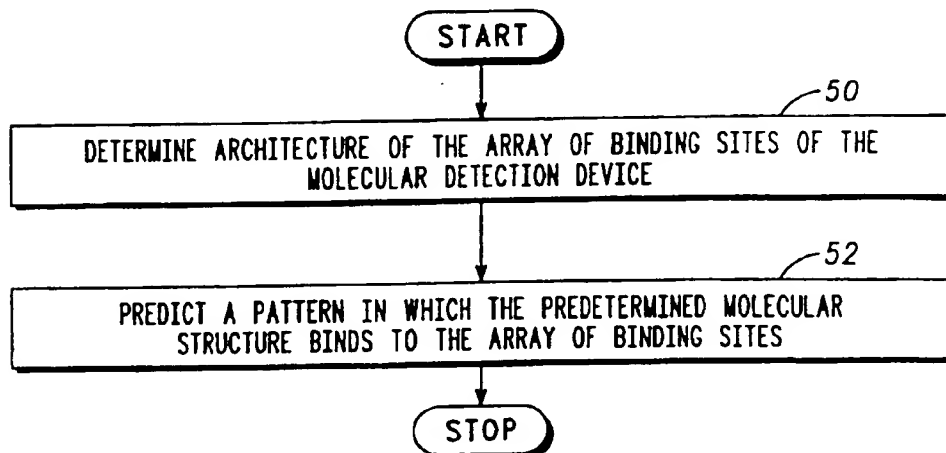 START
50
DETERMINE ARCHITECTURE OF THE ARRAY OF BINDING SITES OF THE
MOLECULAR DETECTION DEVICE
52
PREDICT A PATTERN IN WHICH THE PREDETERMINED MOLECULAR
STRUCTURE BINDS TO THE ARRAY OF BINDING SITES
STOP